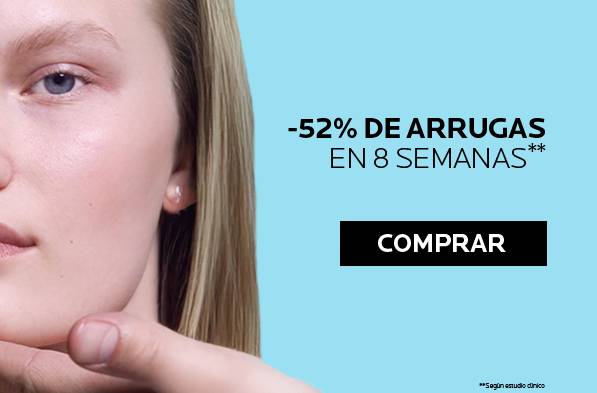 -52% DE ARRUGAS
EN 8 SEMANAS**
COMPRAR
**Según estudio clínico